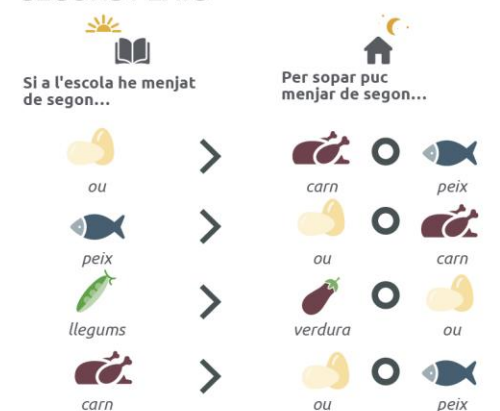 Si a l'escola he menjat
de segon...
Per sopar puc
menjar de segon...
ou
carn
peix
peix
ou
carn
llegums
verdura
ou
carn
ou
peix